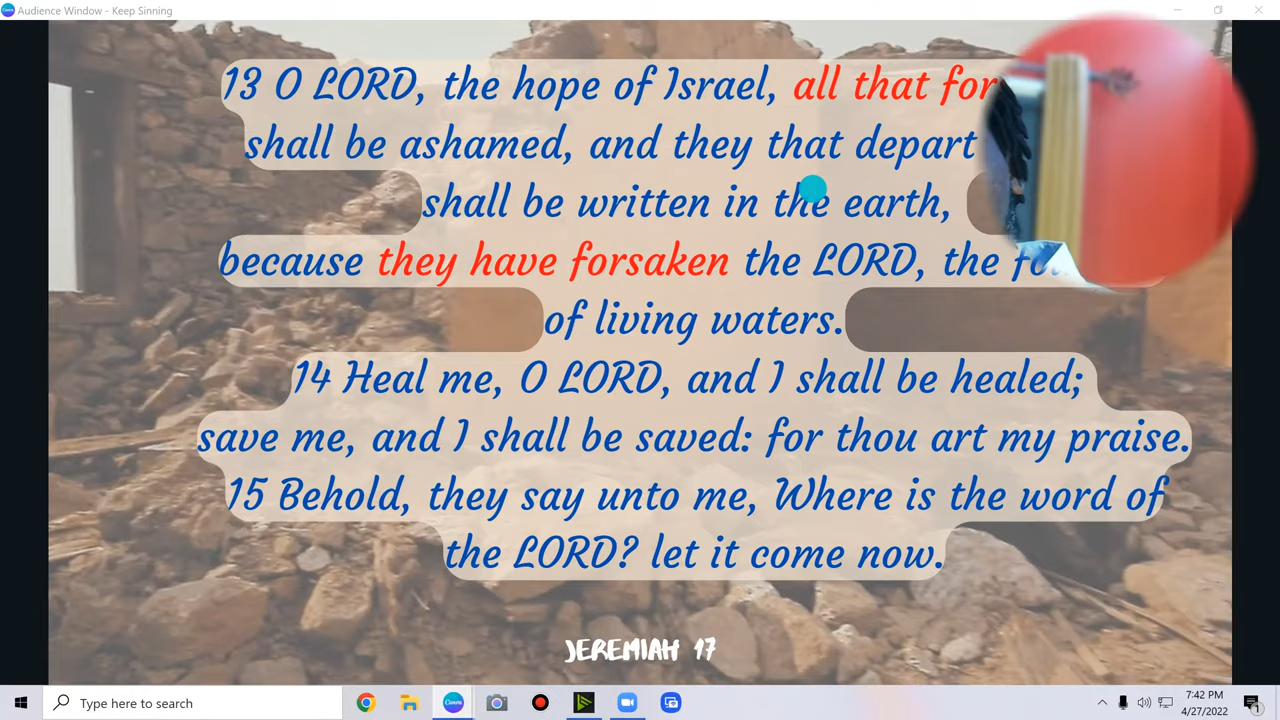 Audience Window - Keep Sinning
13 O LORD, the hope of Israel, all that for
shall be ashamed, and they that depart
shall be written in the earth,
because they have forsaken the LORD, the
of living waters.
14 Heal me, O LORD, and I shall be healed;
save me, and I shall be saved: for thou art my praise.
15 Behold, they say unto me, Where is the word of
the LORD? let it come now.
JEREMIAH 17
Type here to search
Canva
7:42 PM
4/27/2022
1